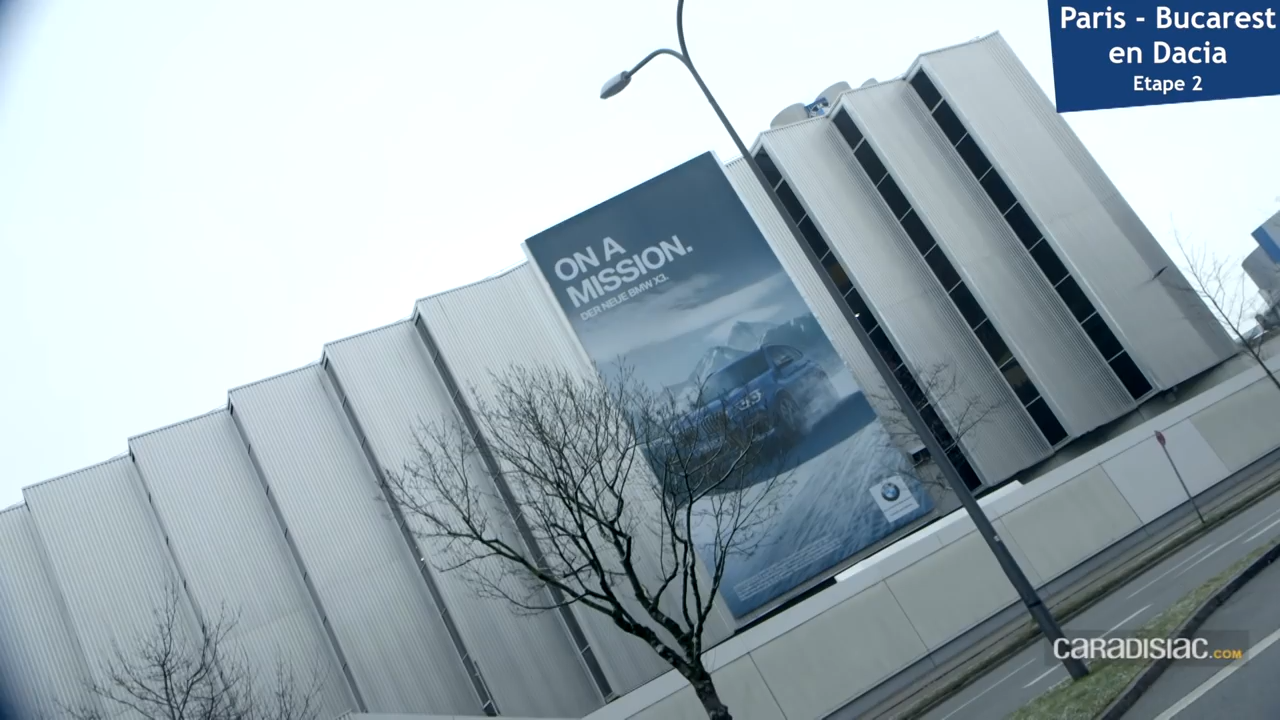 Paris - Bucarest
en Dacia
Etape 2
ON A
MISSION.
DER NEUE BMW X3.
CARADISIAC.COM